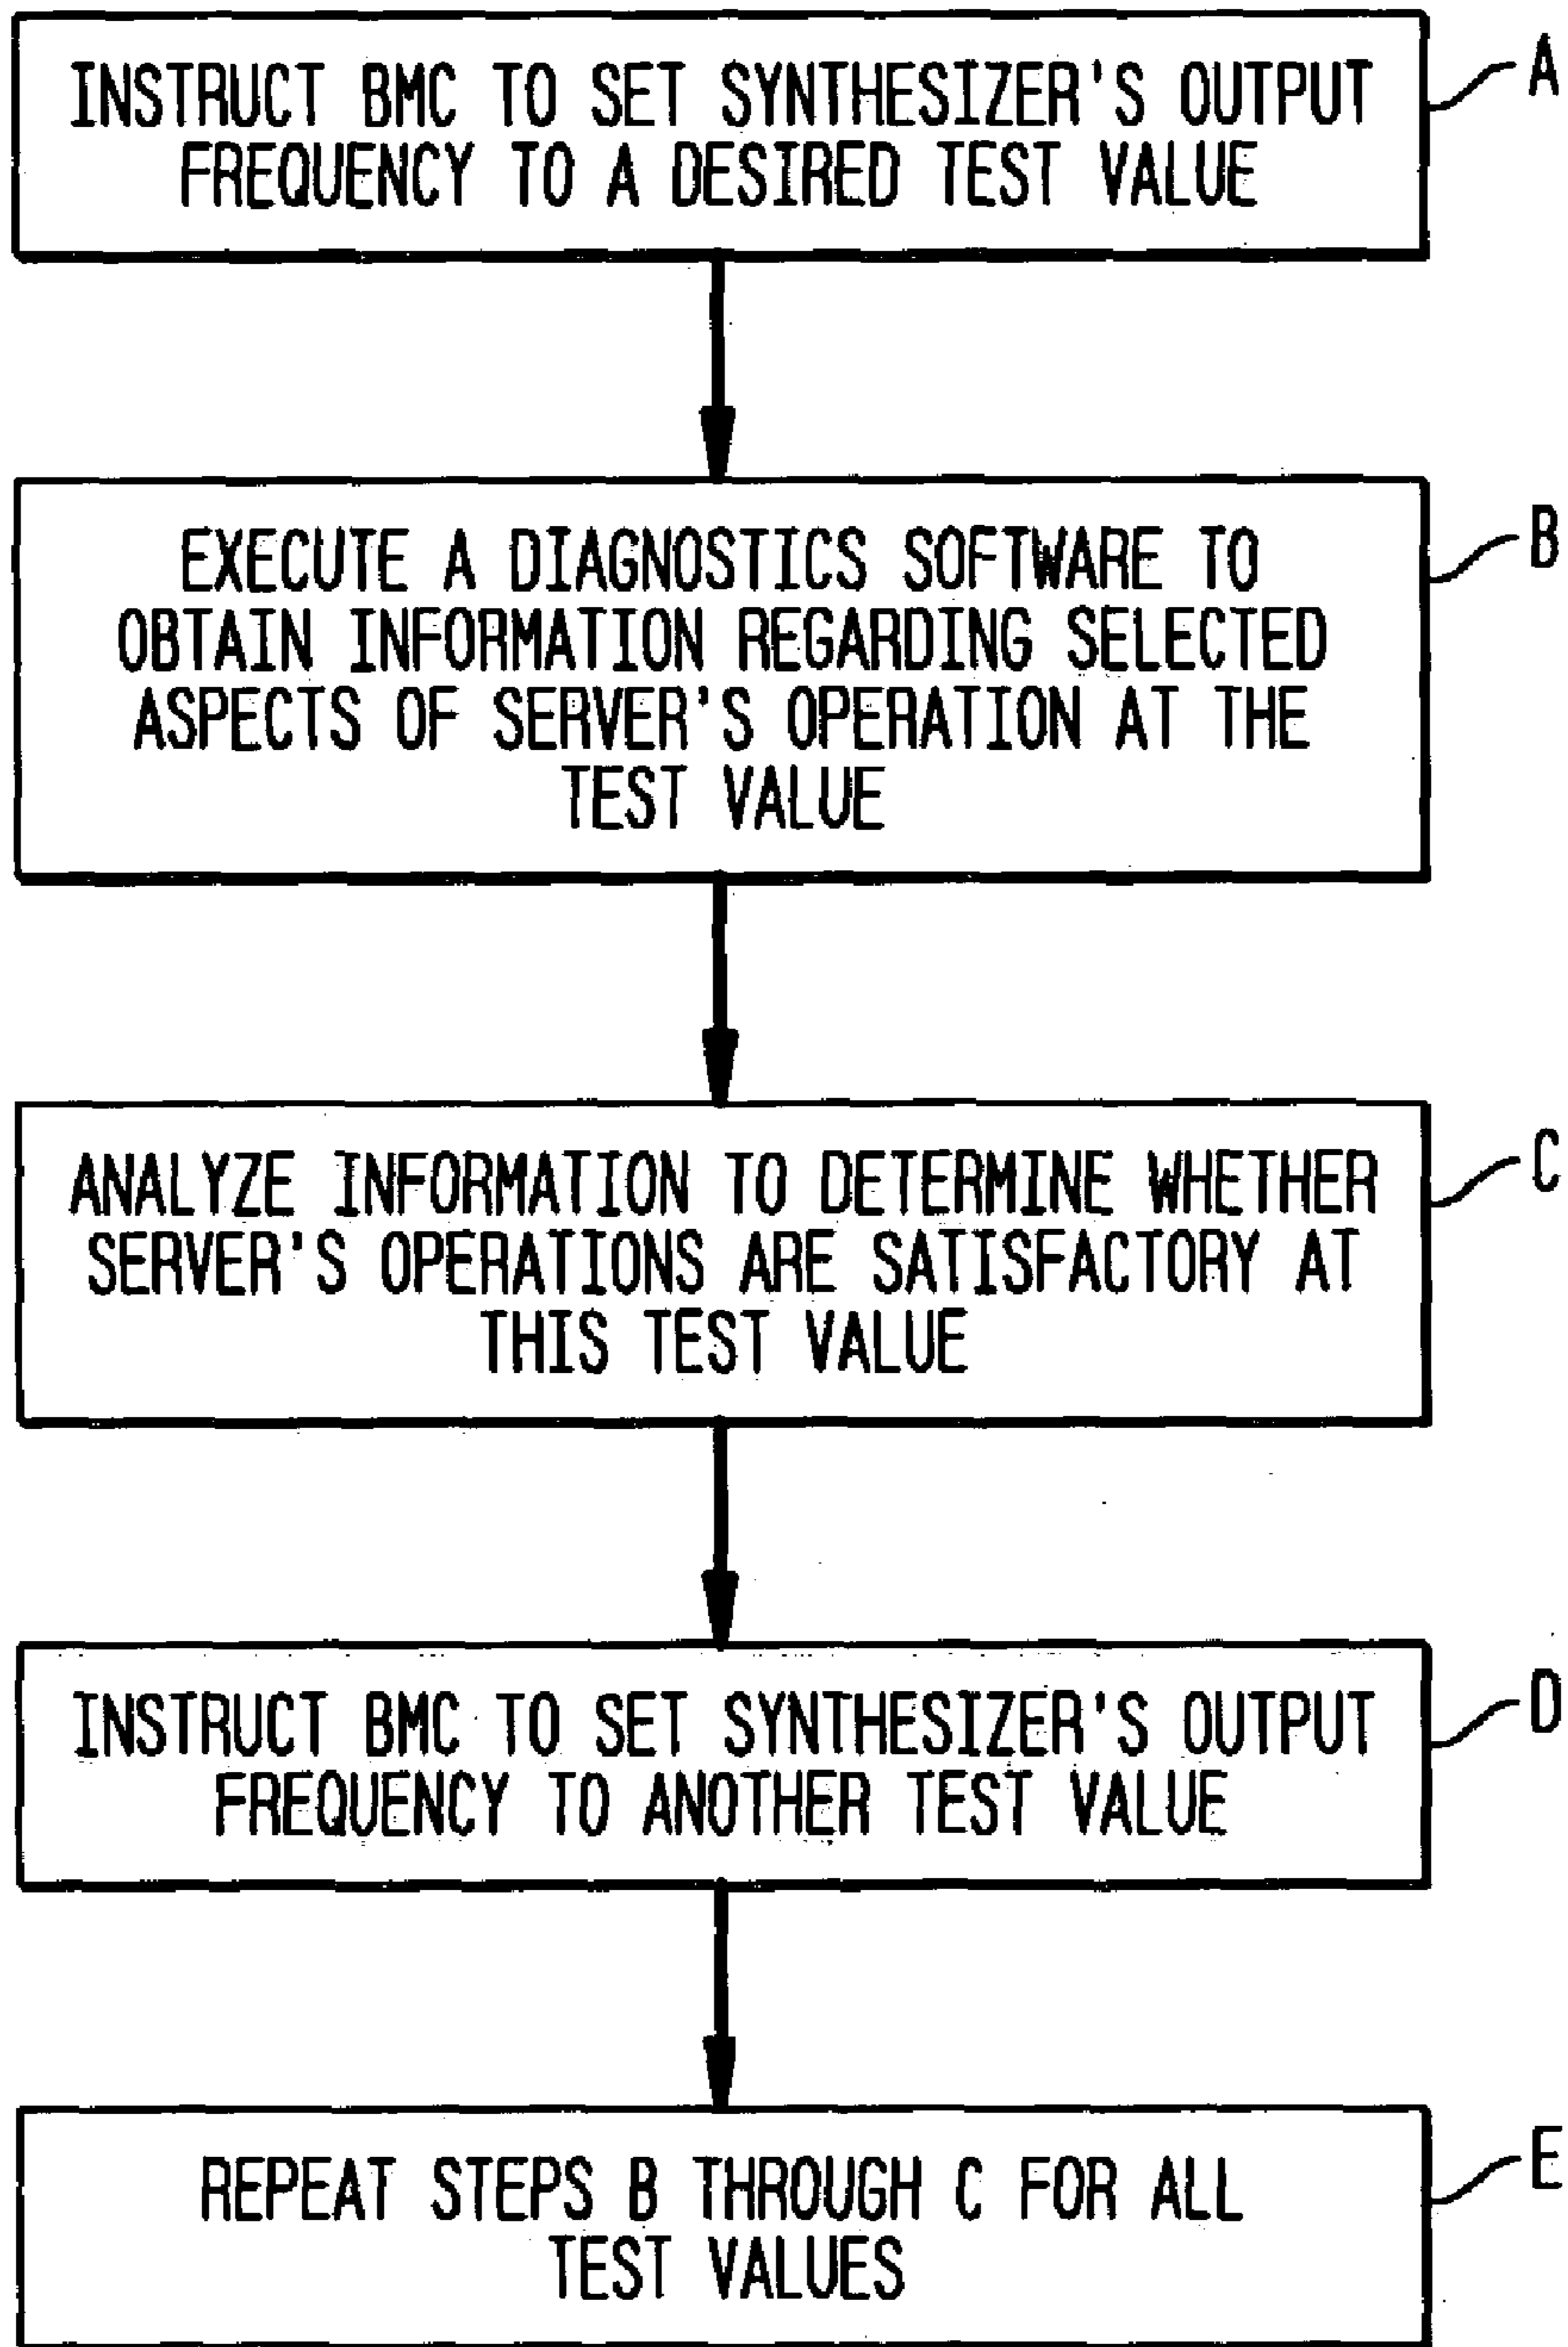 INSTRUCT BMC TO SET SYNTHESIZER'S OUTPUT
FREQUENCY TO A DESIRED TEST VALUE
A
EXECUTE A DIAGNOSTICS SOFTWARE TO
OBTAIN INFORMATION REGARDING SELECTED
ASPECTS OF SERVER'S OPERATION AT THE
TEST VALUE
B
ANALYZE INFORMATION TO DETERMINE WHETHER
SERVER'S OPERATIONS ARE SATISFACTORY AT
THIS TEST VALUE
C
INSTRUCT BMC TO SET SYNTHESIZER'S OUTPUT
FREQUENCY TO ANOTHER TEST VALUE
D
REPEAT STEPS B THROUGH C FOR ALL
TEST VALUES
E